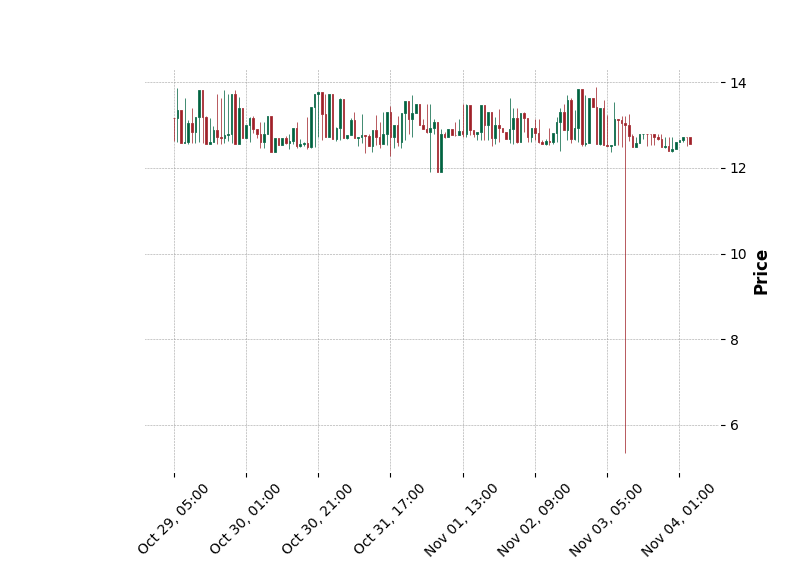 14
12
10
8
6
Price
Oct 29, 05:00
Oct 30, 01:00
Oct 30, 21:00
Oct 31, 17:00
Nov 01, 13:00
Nov 02, 09:00
Nov 03, 05:00
Nov 04, 01:00